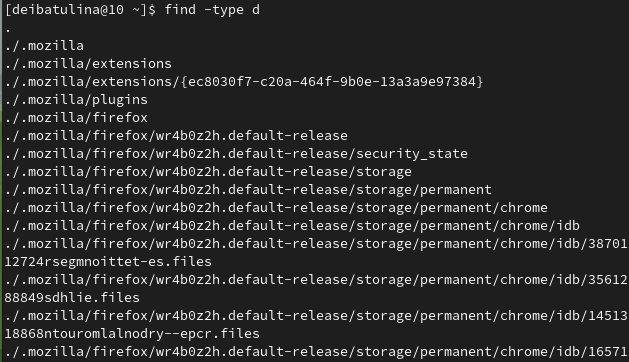 [deibatulina@10 ~]$ find -type d
.
./.mozilla
./.mozilla/extensions
./.mozilla/extensions/{ec8030f7-c20a-464f-9b0e-13a3a9e97384}
./.mozilla/plugins
./.mozilla/firefox
./.mozilla/firefox/wr4b0z2h.default-release
./.mozilla/firefox/wr4b0z2h.default-release/security_state
./.mozilla/firefox/wr4b0z2h.default-release/storage
./.mozilla/firefox/wr4b0z2h.default-release/storage/permanent
./.mozilla/firefox/wr4b0z2h.default-release/storage/permanent/chrome
./.mozilla/firefox/wr4b0z2h.default-release/storage/permanent/chrome/idb
./.mozilla/firefox/wr4b0z2h.default-release/storage/permanent/chrome/idb/38701
12724rsegmnoittet-es.files
./.mozilla/firefox/wr4b0z2h.default-release/storage/permanent/chrome/idb/35612
88849sdhlie.files
./.mozilla/firefox/wr4b0z2h.default-release/storage/permanent/chrome/idb/14513
18868ntouromlalnodry--epcr.files
./.mozilla/firefox/wr4b0z2h.default-release/storage/permanent/chrome/idb/16571